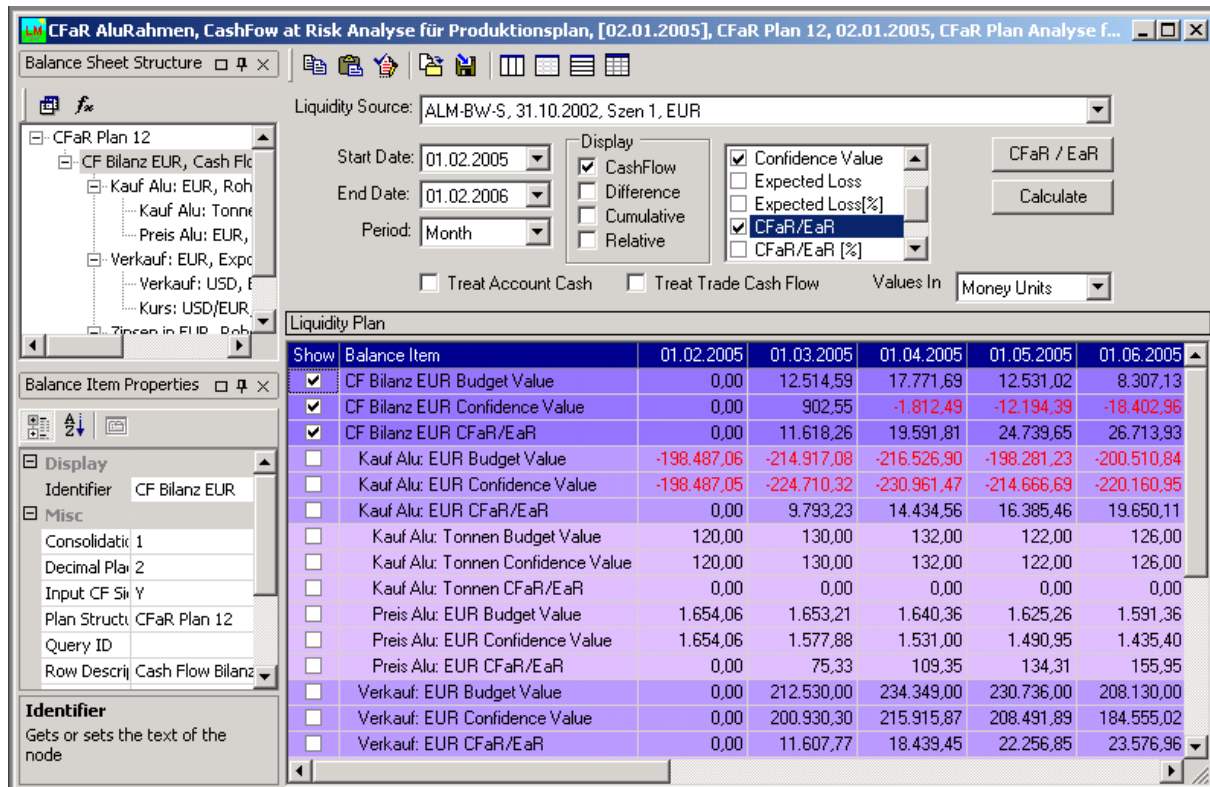 CFaR AluRahmen, CashFow at Risk Analyse für Produktionsplan, [02.01.2005], CFaR Plan 12, 02.01.2005, CFaR Plan Analyse f...
Balance Sheet Structure
CFaR Plan 12
CF Bilanz EUR, Cash Flo
Kauf Alu: EUR, Roh
Kauf Alu: Tonne
Preis Alu: EUR,
Verkauf: EUR, Expo
Verkauf: USD, E
Kurs: USD/EUR,
Zinsen in EUR, Roh
Liquidity Source: ALM-BW-S, 31.10.2002, Szen 1, EUR
Start Date: 01.02.2005
End Date: 01.02.2006
Period: Month
Display
CashFlow
Difference
Cumulative
Relative
Confidence Value
Expected Loss
Expected Loss[%]
CFaR/EaR
CFaR/EaR [%]
CFaR / EaR
Calculate
Treat Account Cash Treat Trade Cash Flow Values In Money Units
Liquidity Plan
Show Balance Item 01.02.2005 01.03.2005 01.04.2005 01.05.2005 01.06.2005
CF Bilanz EUR Budget Value 0,00 12.514,59 17.771,69 12.531,02 8.307,13
CF Bilanz EUR Confidence Value 0,00 902,55 -1.812,49 -12.194,39 -18.402,96
CF Bilanz EUR CFaR/EaR 0,00 11.618,26 19.591,81 24.739,65 26.713,93
Kauf Alu: EUR Budget Value -198.487,06 -214.917,08 -216.526,90 -198.281,23 -200.510,84
Kauf Alu: EUR Confidence Value -198.487,05 -224.710,32 -230.961,47 -214.666,69 -220.160,95
Kauf Alu: EUR CFaR/EaR 0,00 9.793,23 14.434,56 16.385,46 19.650,11
Kauf Alu: Tonnen Budget Value 120,00 130,00 132,00 122,00 126,00
Kauf Alu: Tonnen Confidence Value 120,00 130,00 132,00 122,00 126,00
Kauf Alu: Tonnen CFaR/EaR 0,00 0,00 0,00 0,00 0,00
Preis Alu: EUR Budget Value 1.654,06 1.653,21 1.640,36 1.625,26 1.591,36
Preis Alu: EUR Confidence Value 1.654,06 1.577,88 1.531,00 1.490,95 1.435,40
Preis Alu: EUR CFaR/EaR 0,00 75,33 109,35 134,31 155,95
Verkauf: EUR Budget Value 0,00 212.530,00 234.349,00 230.736,00 208.130,00
Verkauf: EUR Confidence Value 0,00 200.930,30 215.915,87 208.491,89 184.555,02
Verkauf: EUR CFaR/EaR 0,00 11.607,77 18.439,45 22.256,85 23.576,96
Balance Item Properties
Display
Identifier CF Bilanz EUR
Misc
Consolidatic 1
Decimal Pla 2
Input CF Si Y
Plan Structu CFaR Plan 12
Query ID
Row Descri Cash Flow Bilanz
Identifier
Gets or sets the text of the
node